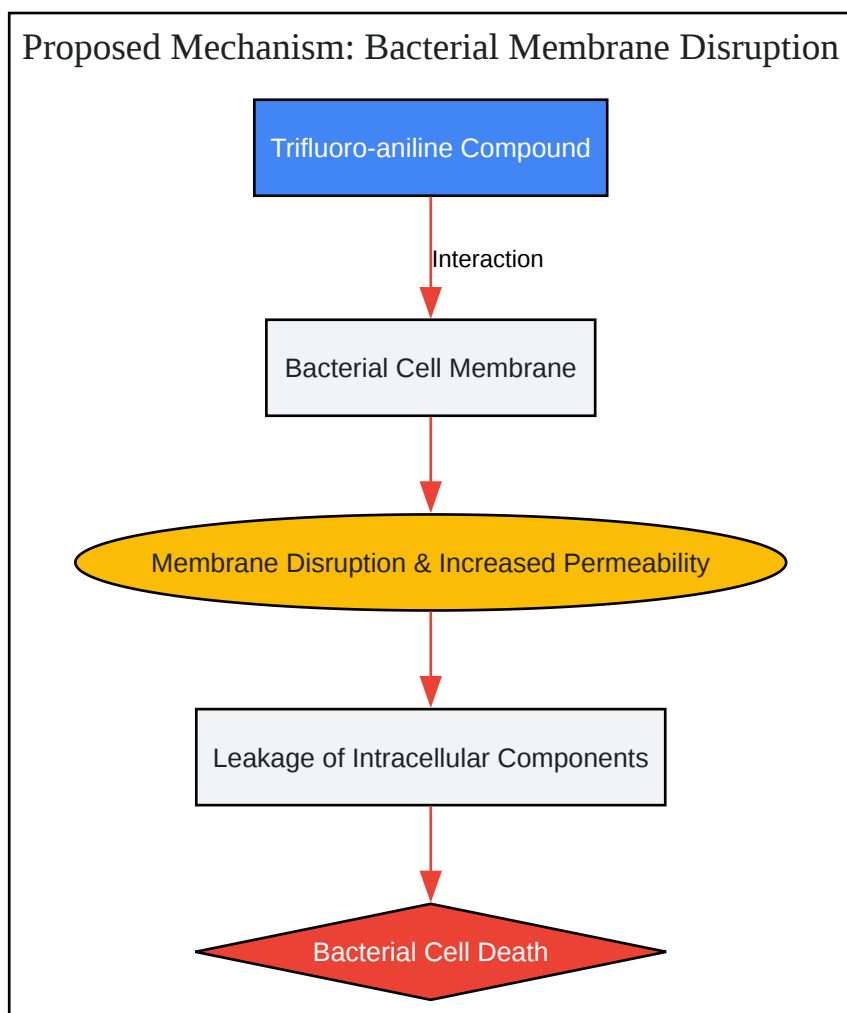 Proposed Mechanism: Bacterial Membrane Disruption
Trifluoro-aniline Compound
Interaction
Bacterial Cell Membrane
Membrane Disruption & Increased Permeability
Leakage of Intracellular Components
Bacterial Cell Death